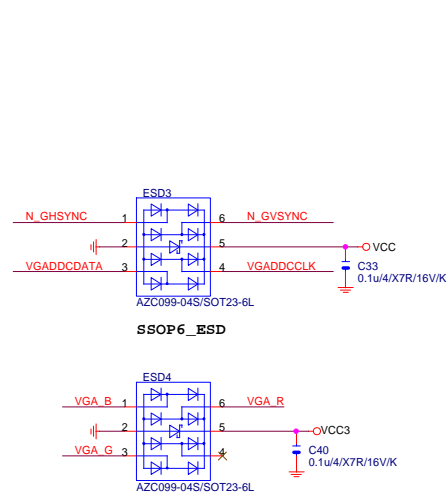 ESD3
N_GHSYNC 1 6 N_GVSYNC
2 5 VCC
VGADDCDATA 3 4 VGADDCCLK
C33
0.1u/4/X7R/16V/K
AZC099-04S/SOT23-6L
SSOP6_ESD
ESD4
VGA_B 1 6 VGA_R
2 5 VCC3
VGA_G 3 4
C40
0.1u/4/X7R/16V/K
AZC099-04S/SOT23-6L